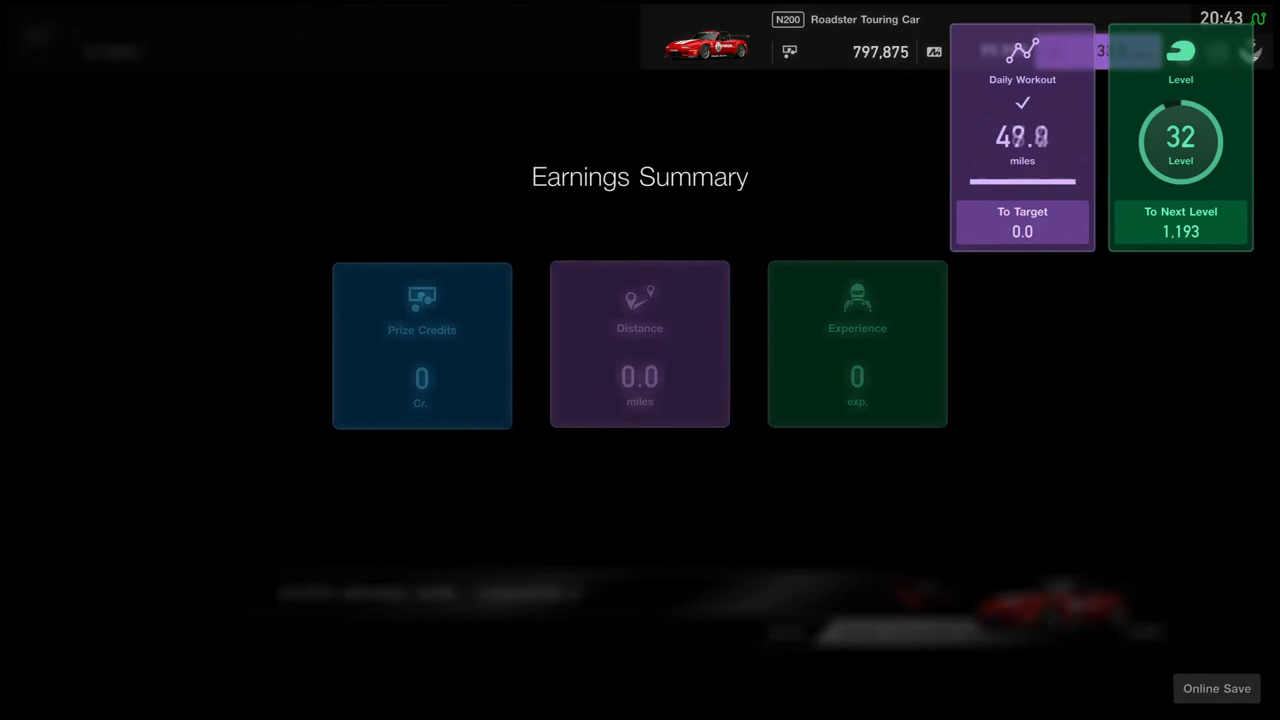 N200 Roadster Touring Car
20:43
797,875
Daily Workout
miles
To Target
0.0
Level
32
Level
To Next Level
1,193
Earnings Summary
Prize Credits
0
Cr.
Distance
0.0
miles
Experience
0
exp.
Online Save